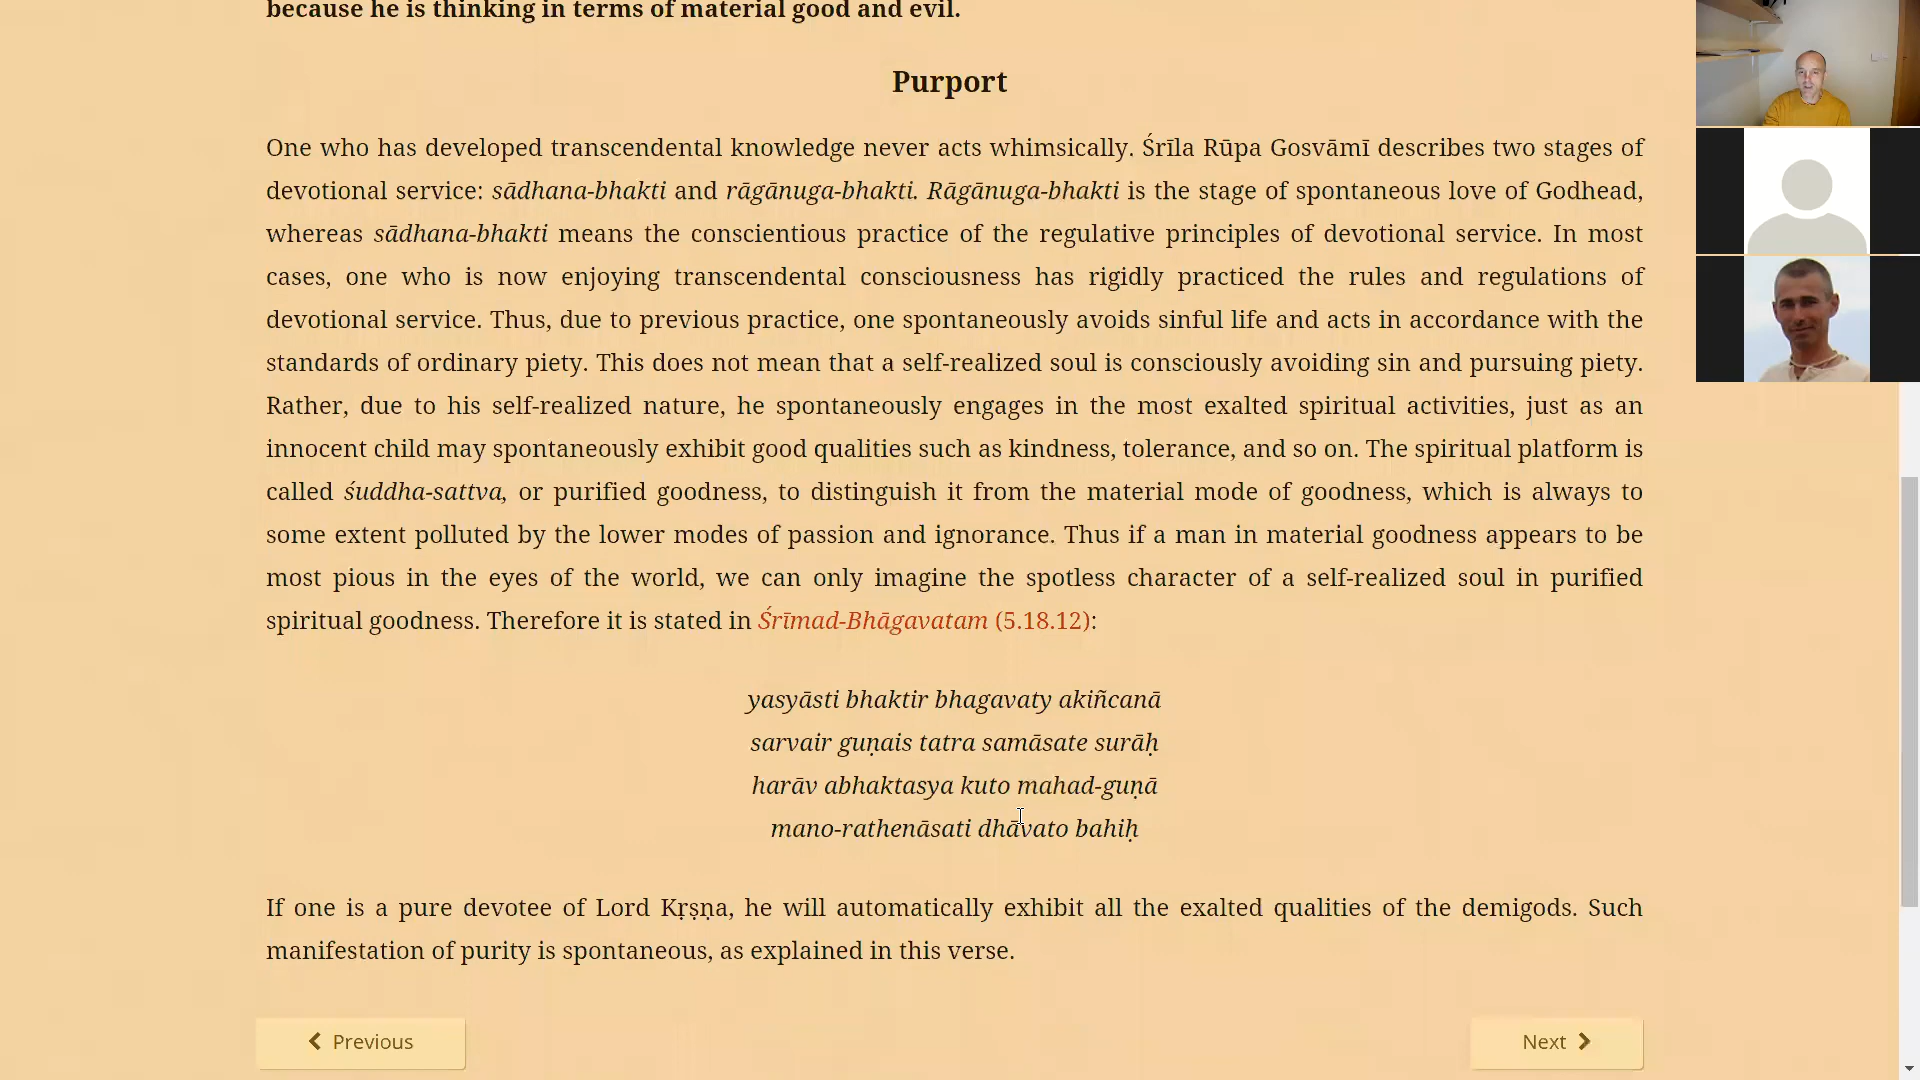 because he is thinking in terms of material good and evil.
Purport
One who has developed transcendental knowledge never acts whimsically. Śrīla Rūpa Gosvāmī describes two stages of
devotional service: sādhana-bhakti and rāgānuga-bhakti. Rāgānuga-bhakti is the stage of spontaneous love of Godhead,
whereas sādhana-bhakti means the conscientious practice of the regulative principles of devotional service. In most
cases, one who is now enjoying transcendental consciousness has rigidly practiced the rules and regulations of
devotional service. Thus, due to previous practice, one spontaneously avoids sinful life and acts in accordance with the
standards of ordinary piety. This does not mean that a self-realized soul is consciously avoiding sin and pursuing piety.
Rather, due to his self-realized nature, he spontaneously engages in the most exalted spiritual activities, just as an
innocent child may spontaneously exhibit good qualities such as kindness, tolerance, and so on. The spiritual platform is
called śuddha-sattva, or purified goodness, to distinguish it from the material mode of goodness, which is always to
some extent polluted by the lower modes of passion and ignorance. Thus if a man in material goodness appears to be
most pious in the eyes of the world, we can only imagine the spotless character of a self-realized soul in purified
spiritual goodness. Therefore it is stated in Śrīmad-Bhāgavatam (5.18.12):
yasyāsti bhaktir bhagavaty akiñcanā
sarvair guṇais tatra samāsate surāḥ
harāv abhaktasya kuto mahad-guṇā
mano-rathenāsati dhāvato bahiḥ
If one is a pure devotee of Lord Kṛṣṇa, he will automatically exhibit all the exalted qualities of the demigods. Such
manifestation of purity is spontaneous, as explained in this verse.
Previous
Next